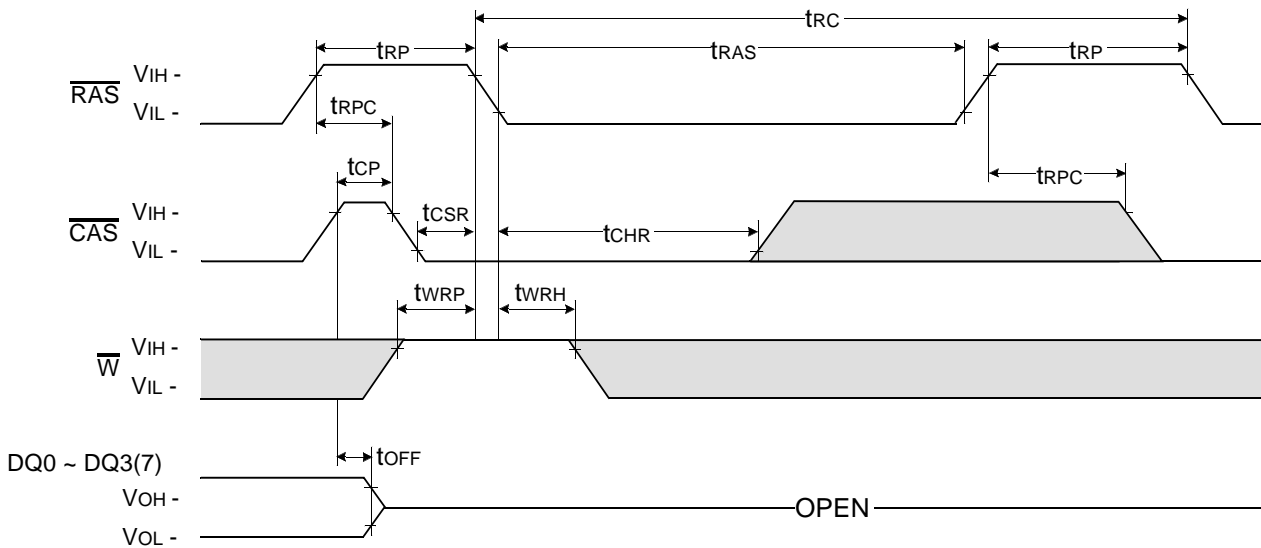 tRC
tRP
tRAS
tRP
RAS
VIH -
VIL -
tRPC
tCP
tRPC
CAS
VIH -
VIL -
tCSR
tCHR
tWRP
tWRH
W
VIH -
VIL -
DQ0 ~ DQ3(7)
tOFF
VOH -
VOL -
OPEN